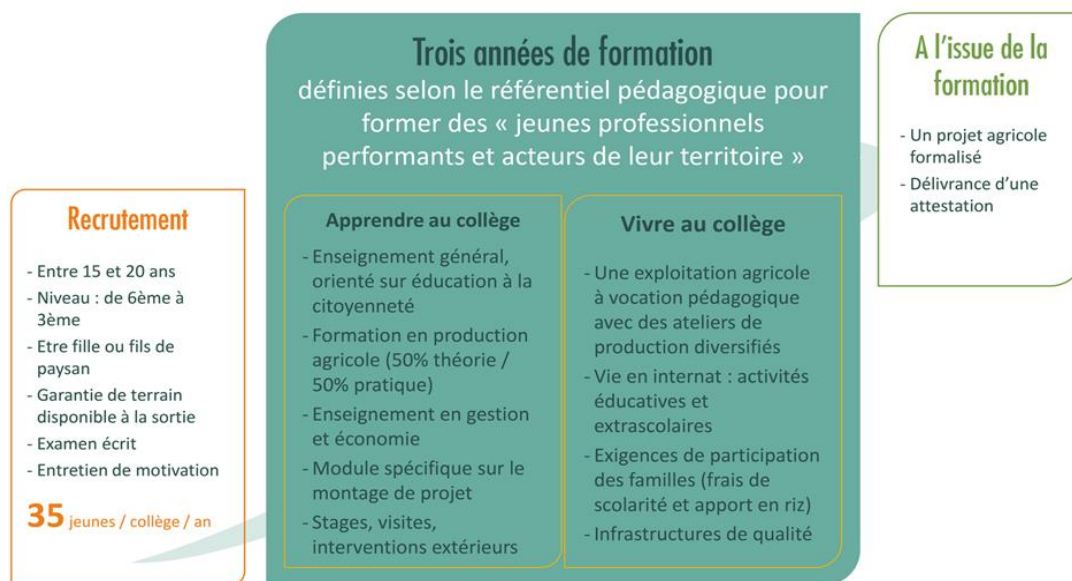 Recrutement
- Entre 15 et 20 ans
- Niveau : de 6ème à
3ème
- Etre fille ou fils de
paysan
- Garantie de terrain
disponible à la sortie
- Examen écrit
- Entretien de motivation
35 jeunes / collège / an
Trois années de formation
définies selon le référentiel pédagogique pour
former des « jeunes professionnels
performants et acteurs de leur territoire »
Apprendre au collège
- Enseignement général,
orienté sur éducation à la
citoyenneté
- Formation en production
agricole (50% théorie /
50% pratique)
- Enseignement en gestion
et économie
- Module spécifique sur le
montage de projet
- Stages, visites,
interventions extérieurs
Vivre au collège
- Une exploitation agricole
à vocation pédagogique
avec des ateliers de
production diversifiés
- Vie en internat : activités
éducatives et
extrascolaires
- Exigences de participation
des familles (frais de
scolarité et apport en riz)
- Infrastructures de qualité
A l'issue de la
formation
- Un projet agricole
formalisé
- Délivrance d'une
attestation